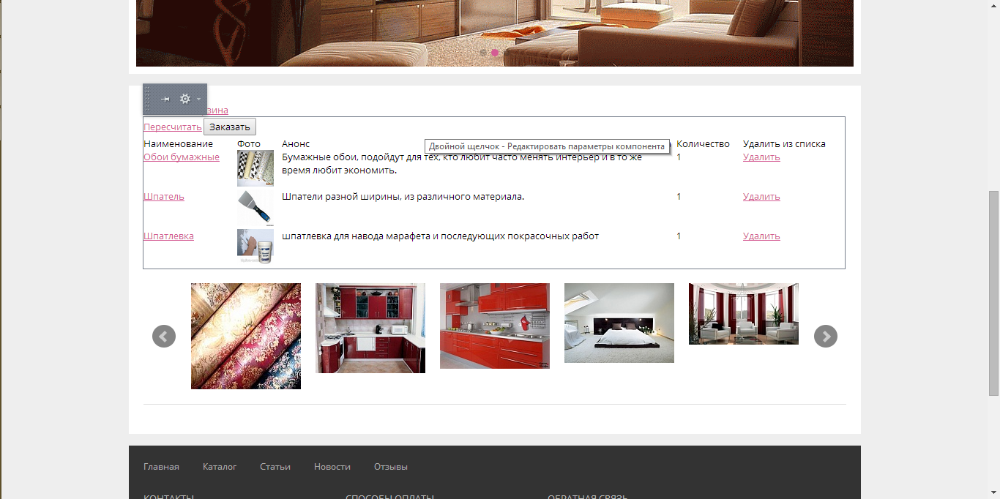 зина
Пересчитать Заказать
Наименование Фото Анонс Количество Удалить из списка
Двойной щелчок - Редактировать параметры компонента
Обои бумажные Бумажные обои, подойдут для тех, кто любит часто менять интерьер и в то же 1 Удалить
время любит экономить.
Шпатель Шпатели разной ширины, из различного материала. 1 Удалить
Шпатлевка шпатлевка для навода марафета и последующих покрасочных работ 1 Удалить
Главная Каталог Статьи Новости Отзывы
КОНТАКТЫ СПОСОБЫ ОПЛАТЫ ОБРАТНАЯ СВЯЗЬ